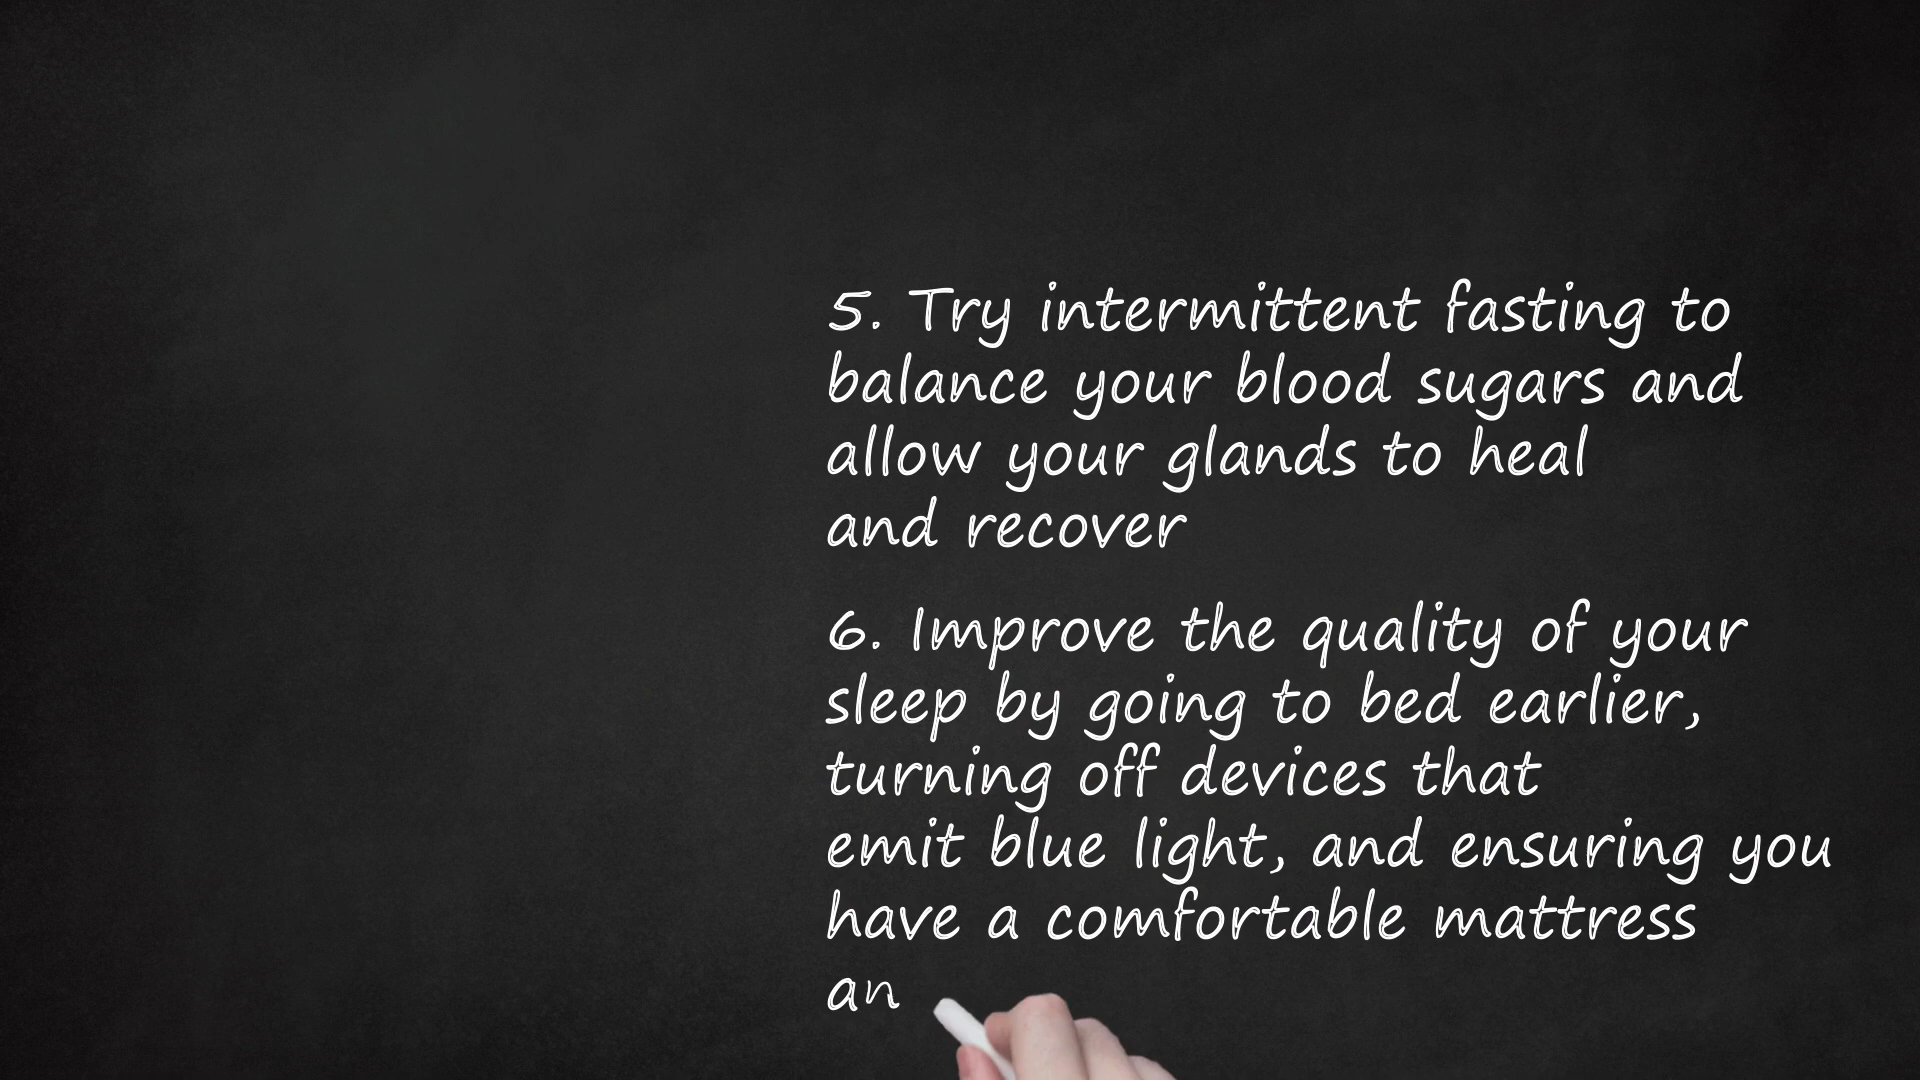 5. Try intermittent fasting to
balance your blood sugars and
allow your glands to heal
and recover
6. Improve the quality of your
sleep by going to bed earlier,
turning off devices that
emit blue light, and ensuring you
have a comfortable mattress
an